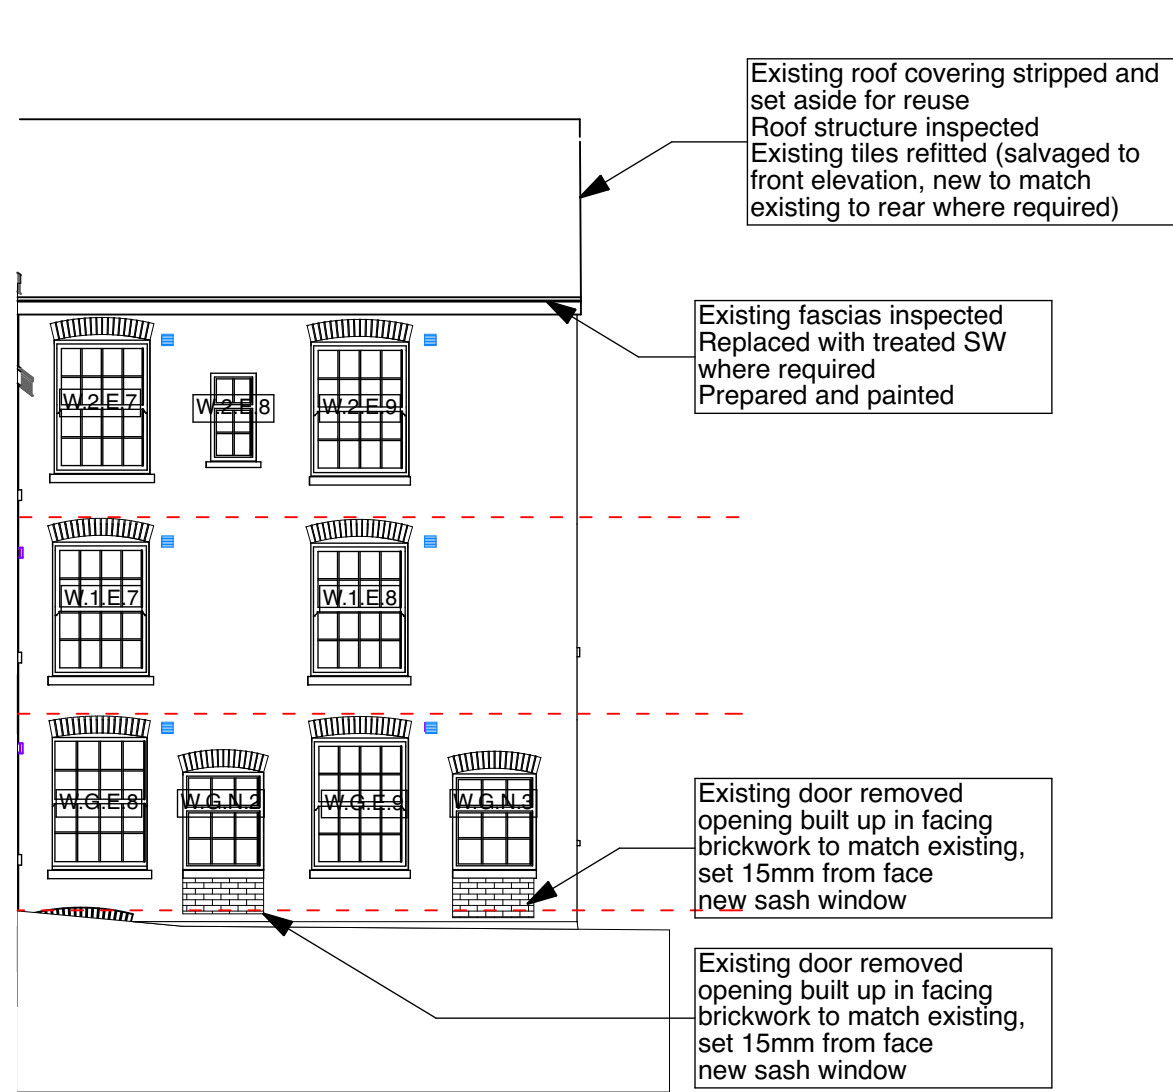 Existing roof covering stripped and
set aside for reuse
Roof structure inspected
Existing tiles refitted (salvaged to
front elevation, new to match
existing to rear where required)
Existing fascias inspected
Replaced with treated SW
where required
Prepared and painted
W.2.E.7
W.2.E.8
W.2.E.9
W.1.E.7
W.1.E.8
W.G.E.8
W.G.N.2
W.G.E.9
W.G.N.3
Existing door removed
opening built up in facing
brickwork to match existing,
set 15mm from face
new sash window
Existing door removed
opening built up in facing
brickwork to match existing,
set 15mm from face
new sash window